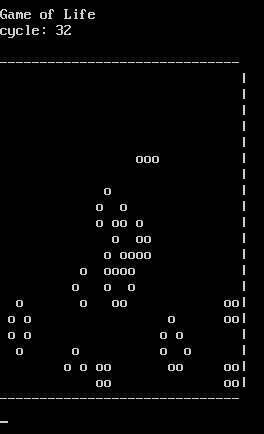 Game of Life
cycle: 32
------------------------------
                              |
                              |
                              |
                              |
                              |
                 ooo          |
                              |
             o                |
            o  o              |
            o oo o            |
              o  oo           |
             o oooo           |
          o  oooo             |
         o   o  o             |
  o       o   oo            oo|
 o o                 o      oo|
 o o                o o       |
  o      o          o  o      |
        o o oo       oo     oo|
            oo              oo|
------------------------------
_